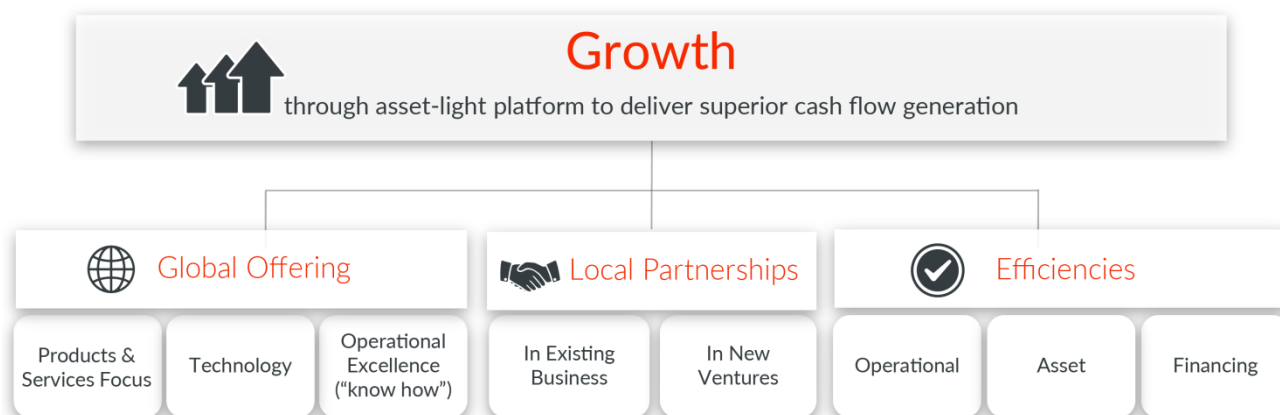 Growth
through asset-light platform to deliver superior cash flow generation
Global Offering
Local Partnerships
Efficiencies
Products &
Services Focus
Technology
Operational
Excellence
(“know how”)
In Existing
Business
In New
Ventures
Operational
Asset
Financing